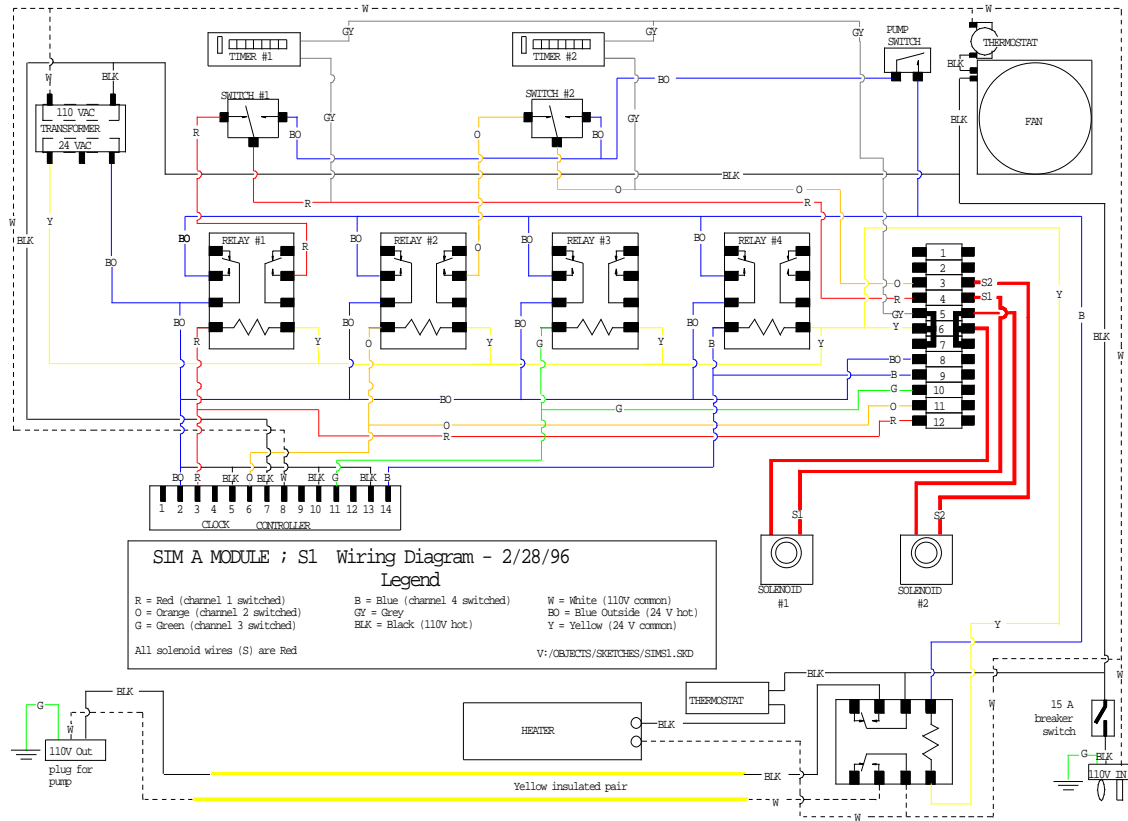 W
W
GY
GY
GY
PUMP
SWITCH
THERMOSTAT
TIMER #1
TIMER #2
BLK
W
BLK
BO
SWITCH #1
SWITCH #2
110 VAC
TRANSFORMER
24 VAC
R
BO
GY
O
BO
GY
BLK
FAN
BLK
O
O
R
R
W
Y
BLK
BO
BO
RELAY #1
R
BO
RELAY #2
O
BO
RELAY #3
BO
RELAY #4
1
2
3
4
5
6
7
8
9
10
11
12
O
R
GY
Y
BO
B
G
O
R
S2
S1
Y
B
BLK
W
BO
R
Y
BO
O
Y
BO
G
Y
BO
B
Y
BO
G
O
R
BO
R
BLK
O
BLK
W
BLK
G
BLK
B
1 2 3 4 5 6 7 8 9 10 11 12 13 14
CLOCK CONTROLLER
S1
S2
SOLENOID
#1
SOLENOID
#2
SIM A MODULE ; S1 Wiring Diagram - 2/28/96
Legend
R = Red (channel 1 switched)
O = Orange (channel 2 switched)
G = Green (channel 3 switched)
B = Blue (channel 4 switched)
GY = Grey
BLK = Black (110V hot)
W = White (110V common)
BO = Blue Outside (24 V hot)
Y = Yellow (24 V common)
All solenoid wires (S) are Red
V:/OBJECTS/SKETCHES/SIMS1.SKD
Y
BLK
G
W
110V Out
plug for
pump
HEATER
BLK
W
THERMOSTAT
BLK
BLK
W
W
15 A
breaker
switch
BLK
G
110V IN
Yellow insulated pair
BLK
W
W